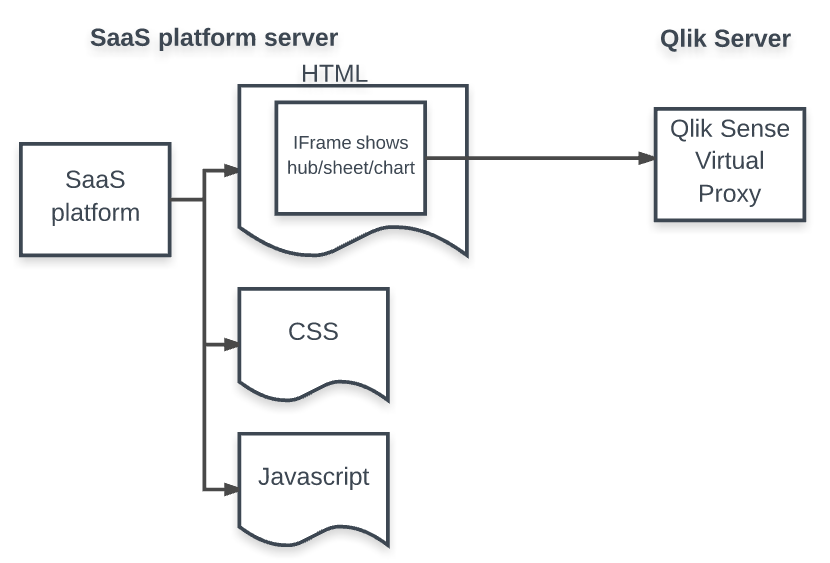 SaaS platform server
Qlik Server
HTML
IFrame shows
hub/sheet/chart
Qlik Sense
Virtual
Proxy
SaaS
platform
CSS
Javascript